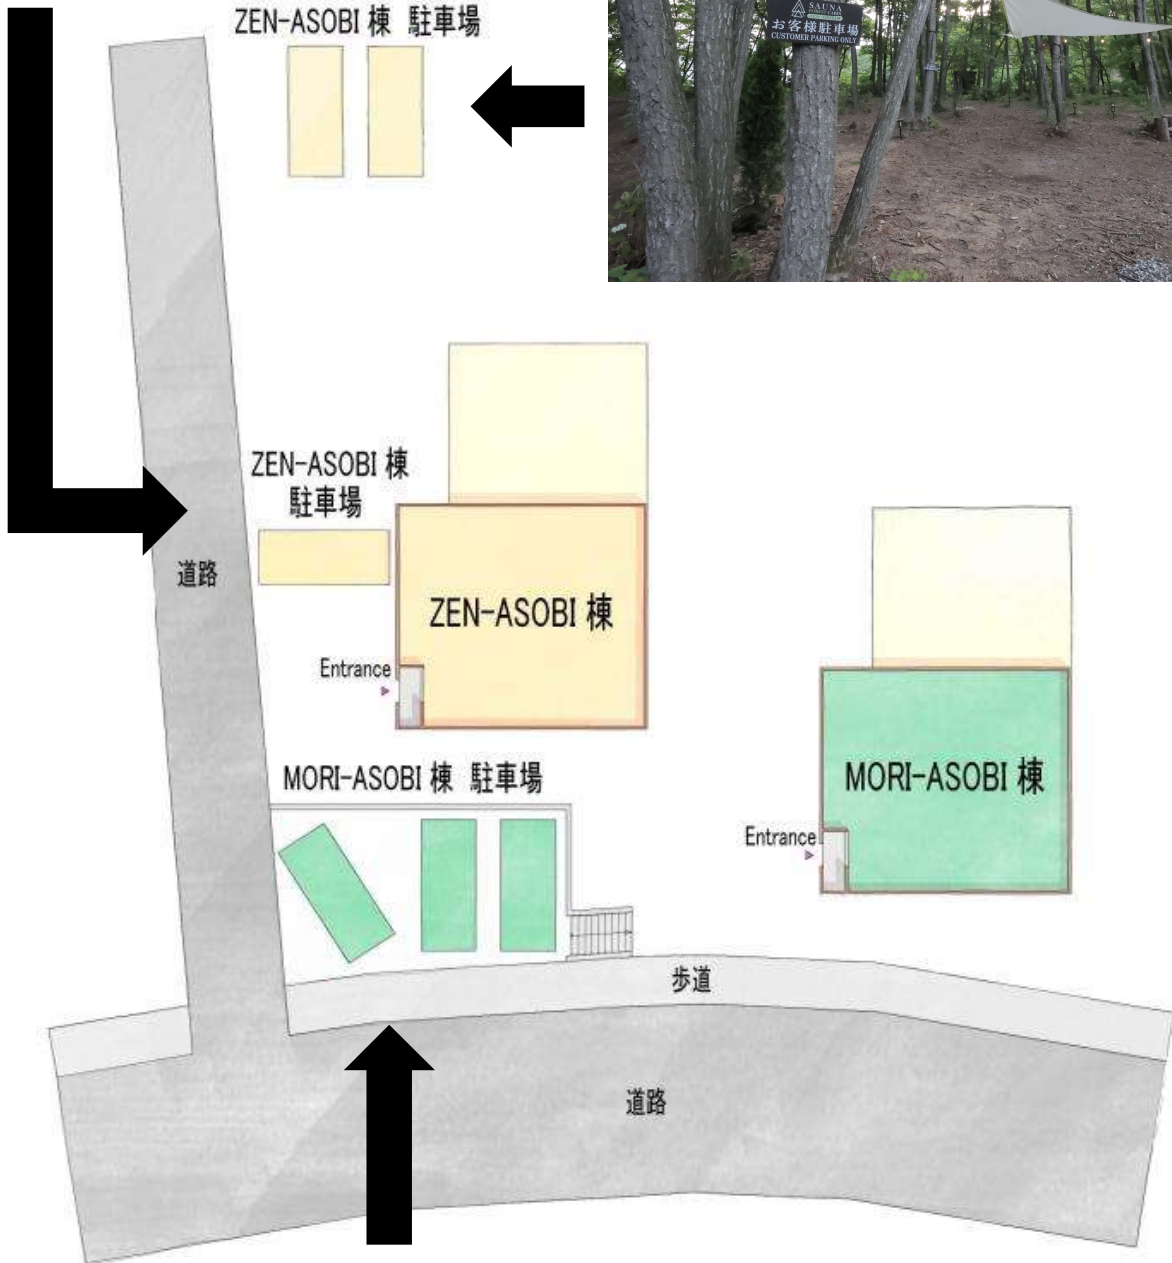 ZEN-ASOBI 棟 駐車場
SAUNA
お客様駐車場
CUSTOMER PARKING ONLY
ZEN-ASOBI 棟
駐車場
道路
ZEN-ASOBI 棟
Entrance
MORI-ASOBI 棟 駐車場
MORI-ASOBI 棟
Entrance
歩道
道路